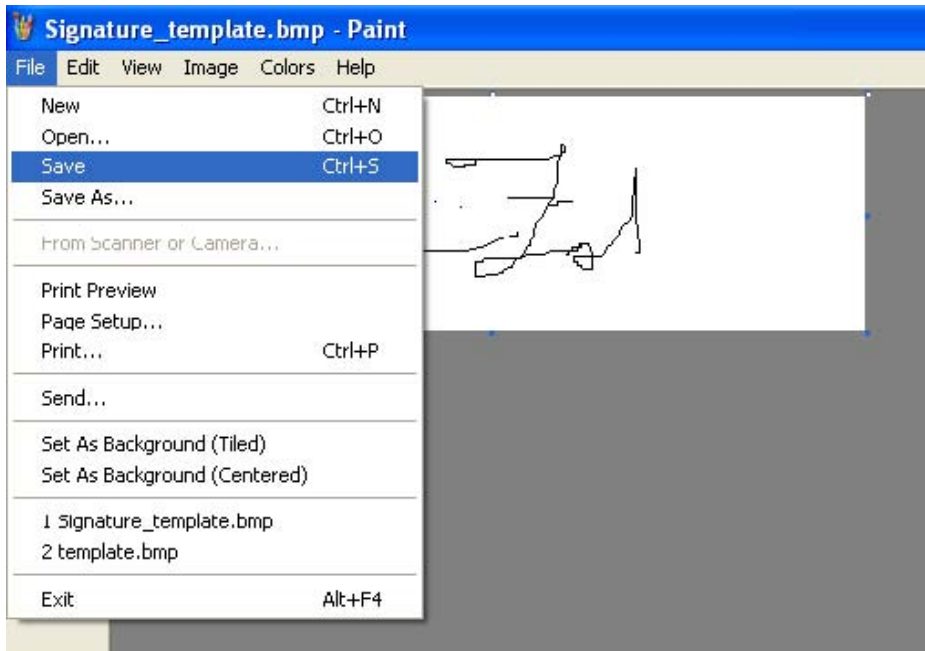 Signature_template.bmp - Paint
File Edit View Image Colors Help
New Ctrl+N
Open... Ctrl+O
Save Ctrl+S
Save As...
From Scanner or Camera...
Print Preview
Page Setup...
Print... Ctrl+P
Send...
Set As Background (Tiled)
Set As Background (Centered)
1 Signature_template.bmp
2 template.bmp
Exit Alt+F4